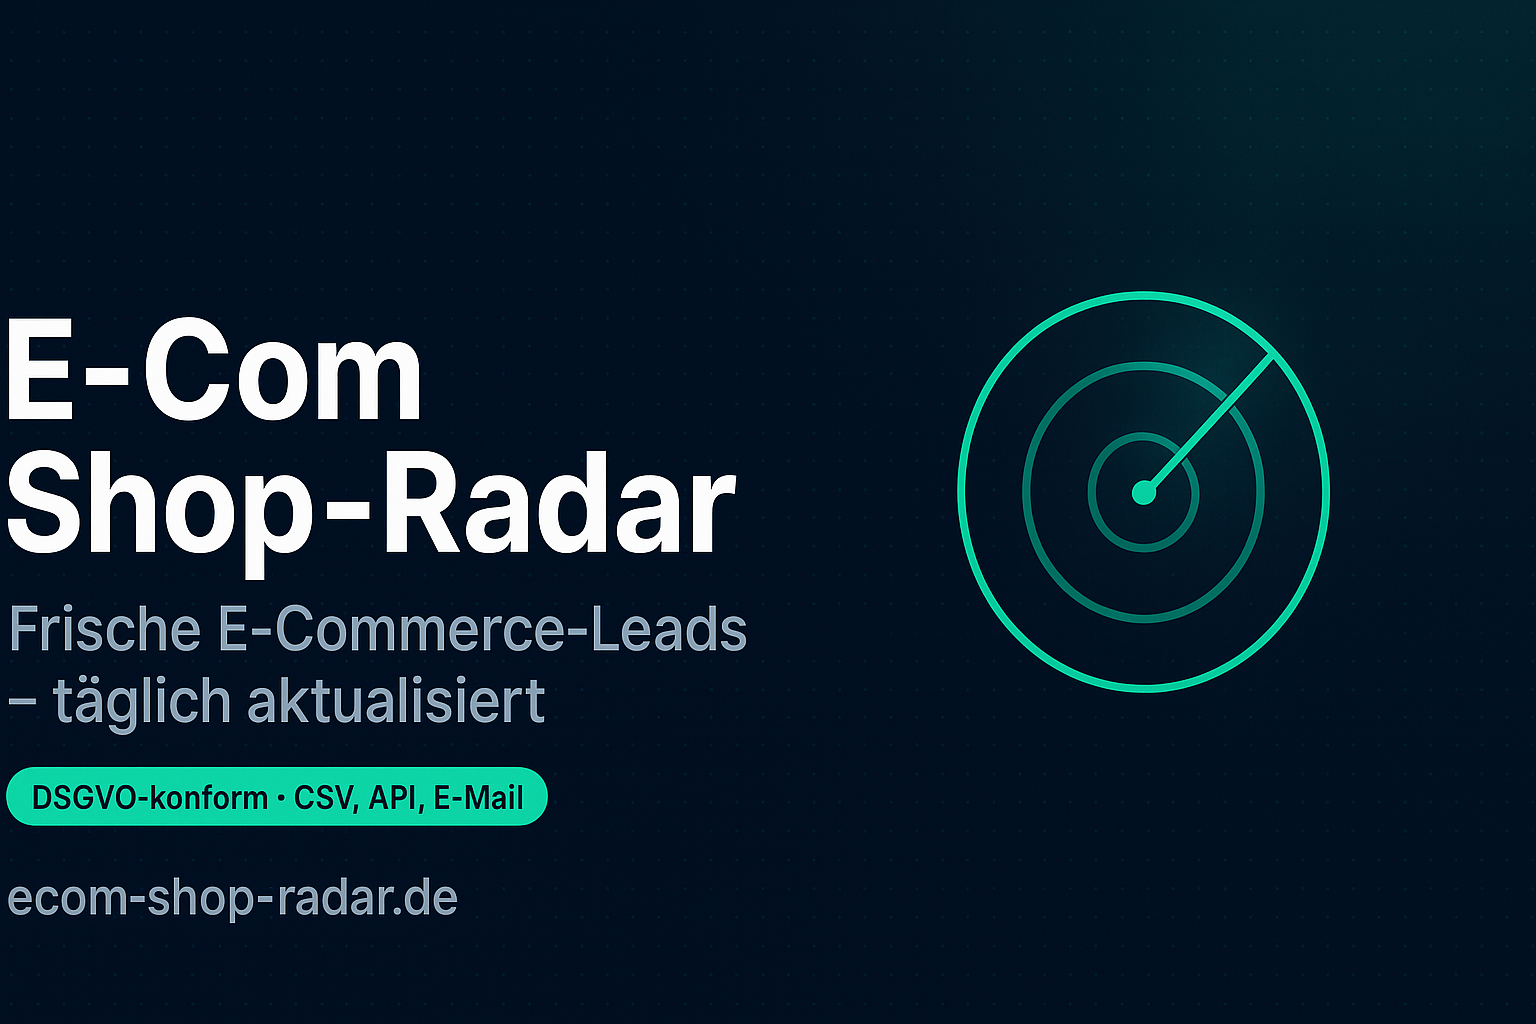 E-Com
Shop-Radar
Frische E-Commerce-Leads
– täglich aktualisiert
DSGVO-konform · CSV, API, E-Mail
ecom-shop-radar.de